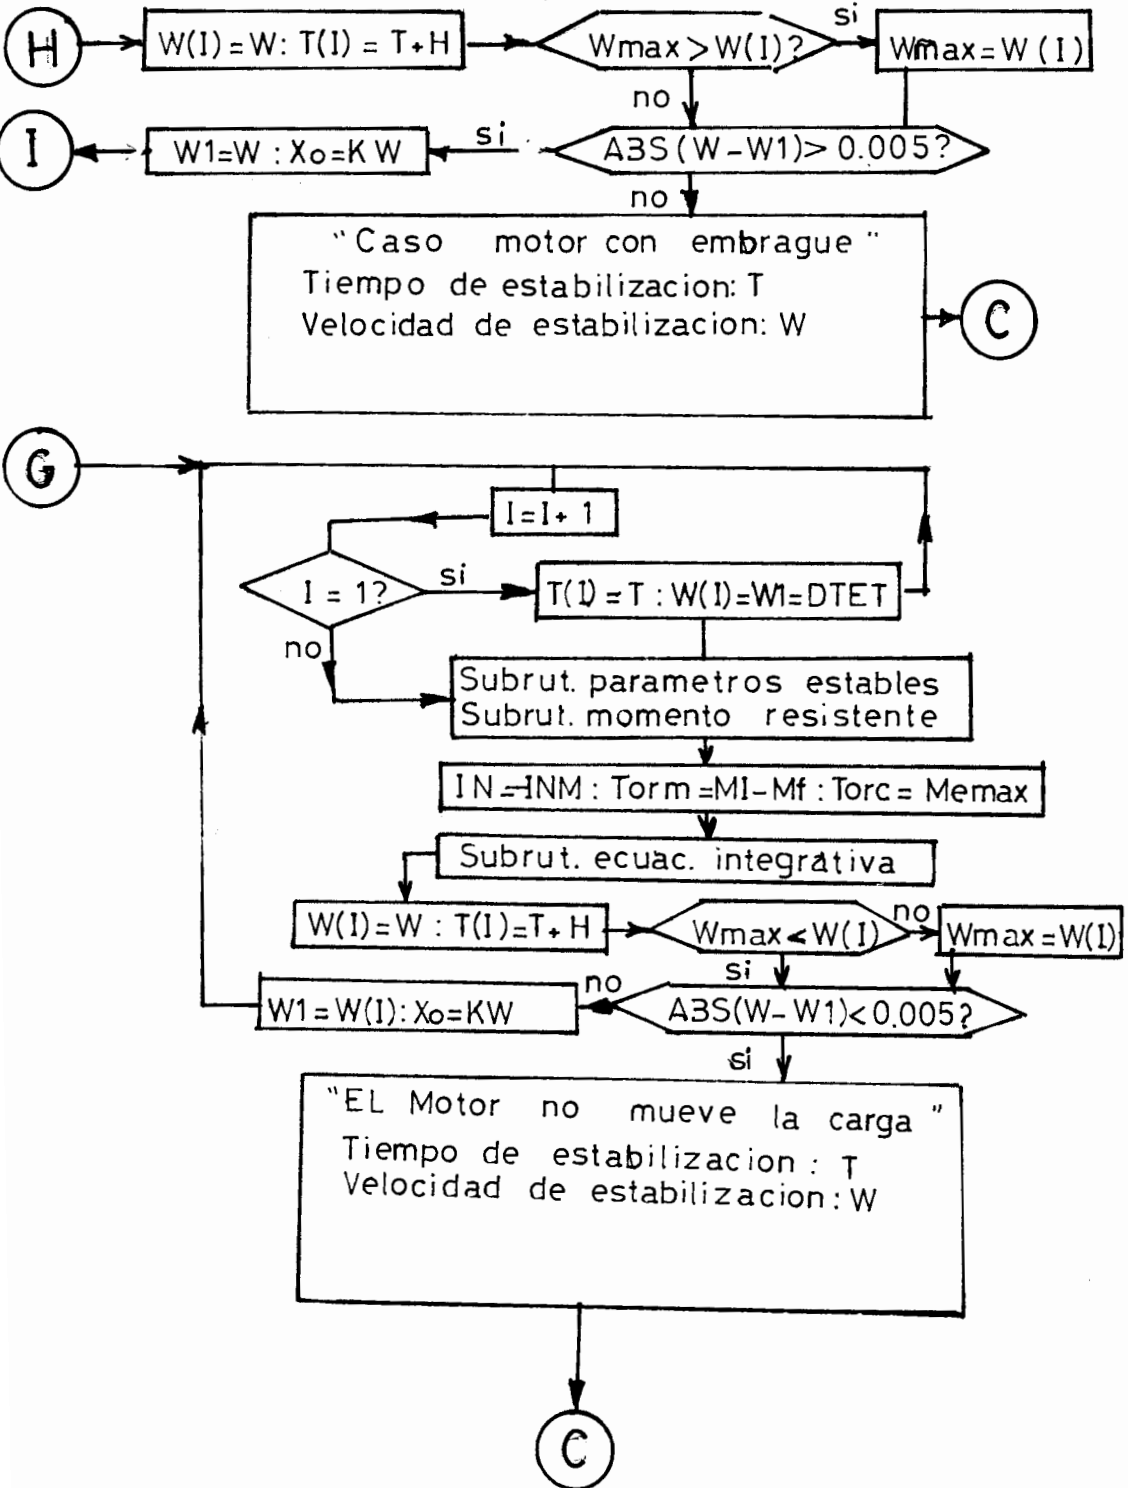 H
W(I)=W: T(I) = T+H
Wmax>W(I)?
si
Wmax=W(I)
no
I
W1=W : Xo=KW
si
ABS(W-W1)>0.005?
no
"Caso motor con embrague"
Tiempo de estabilizacion: T
Velocidad de estabilizacion: W
C
G
I=I+1
I = 1?
si
T(I)=T : W(I)=W1=DTET
no
Subrut. parametros estables
Subrut. momento resistente
IN=INM : Torm=MI-Mf : Torc= Memax
Subrut. ecuac. integrativa
W(I)=W : T(I)=T+H
Wmax<W(I)
no
Wmax=W(I)
si
W1=W(I): Xo=KW
no
ABS(W-W1)<0.005?
si
"EL Motor no mueve la carga"
Tiempo de estabilizacion : T
Velocidad de estabilizacion : W
C